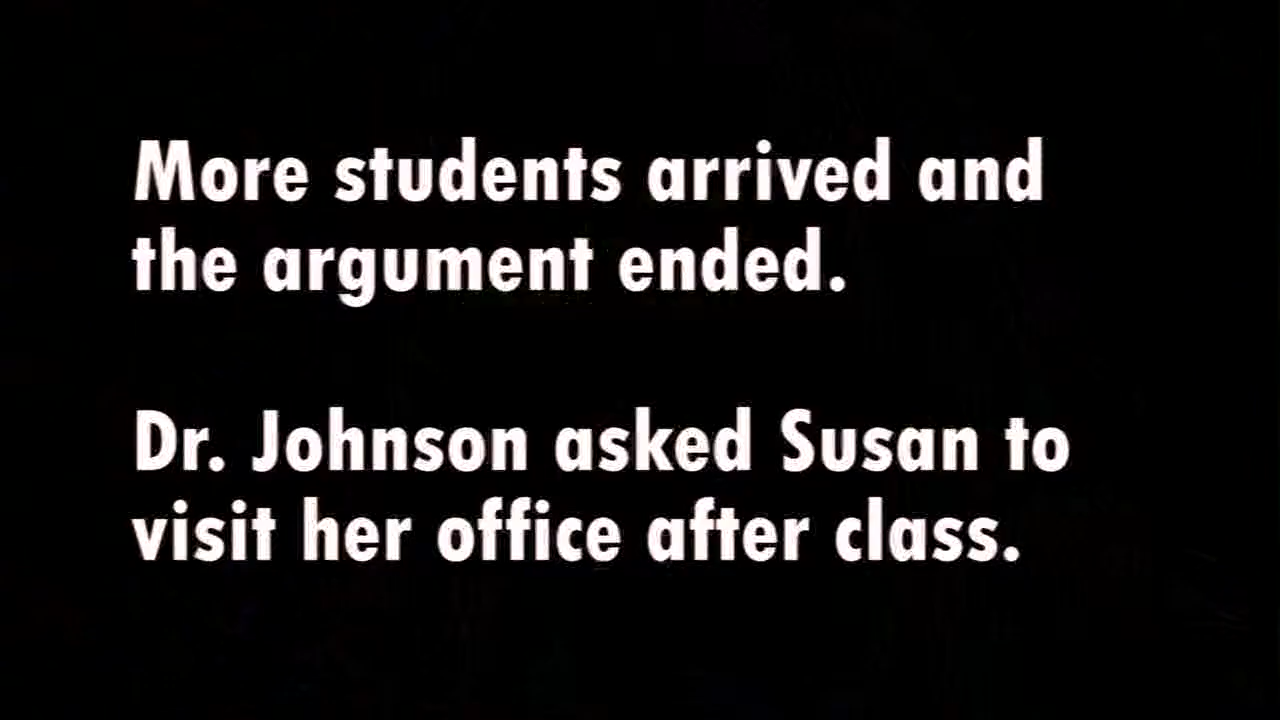 More students arrived and
the argument ended.
Dr. Johnson asked Susan to
visit her office after class.